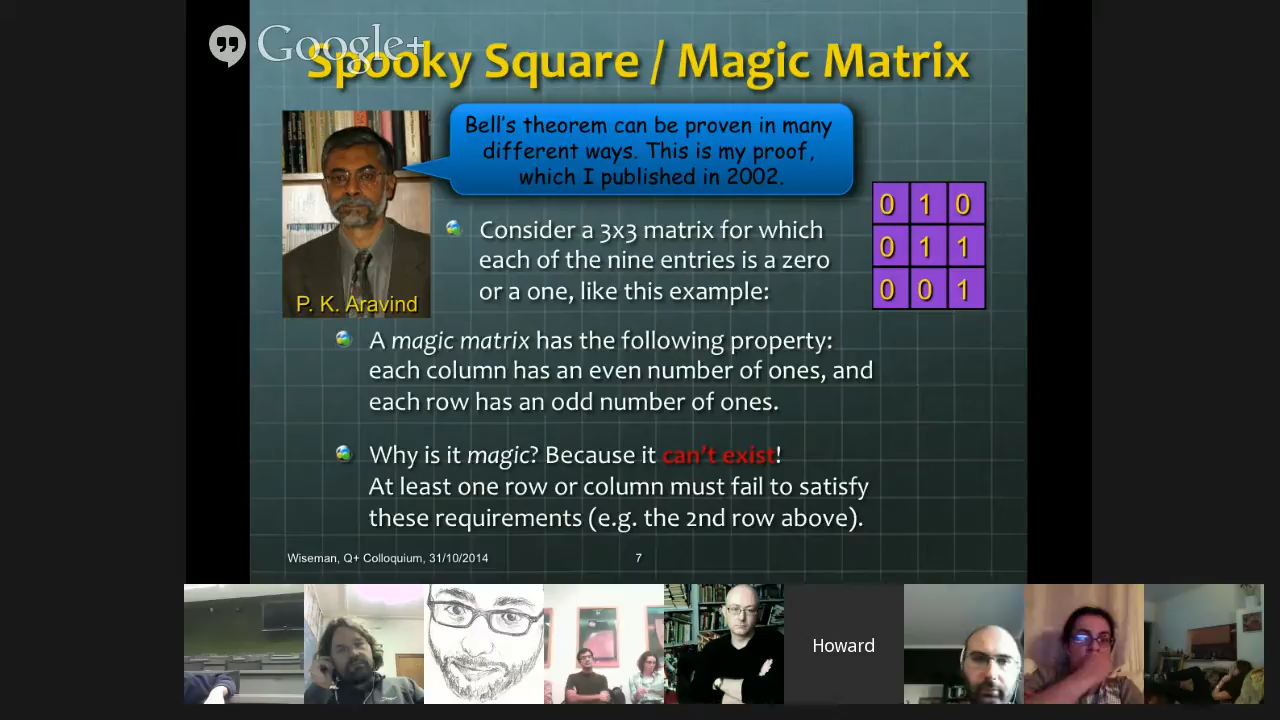 Google+
Spooky Square / Magic Matrix
Bell's theorem can be proven in many
different ways. This is my proof,
which I published in 2002.
P. K. Aravind
Consider a 3x3 matrix for which
each of the nine entries is a zero
or a one, like this example:
0 1 0
0 1 1
0 0 1
A magic matrix has the following property:
each column has an even number of ones, and
each row has an odd number of ones.
Why is it magic? Because it can't exist!
At least one row or column must fail to satisfy
these requirements (e.g. the 2nd row above).
Wiseman, Q+ Colloquium, 31/10/2014
7
Howard